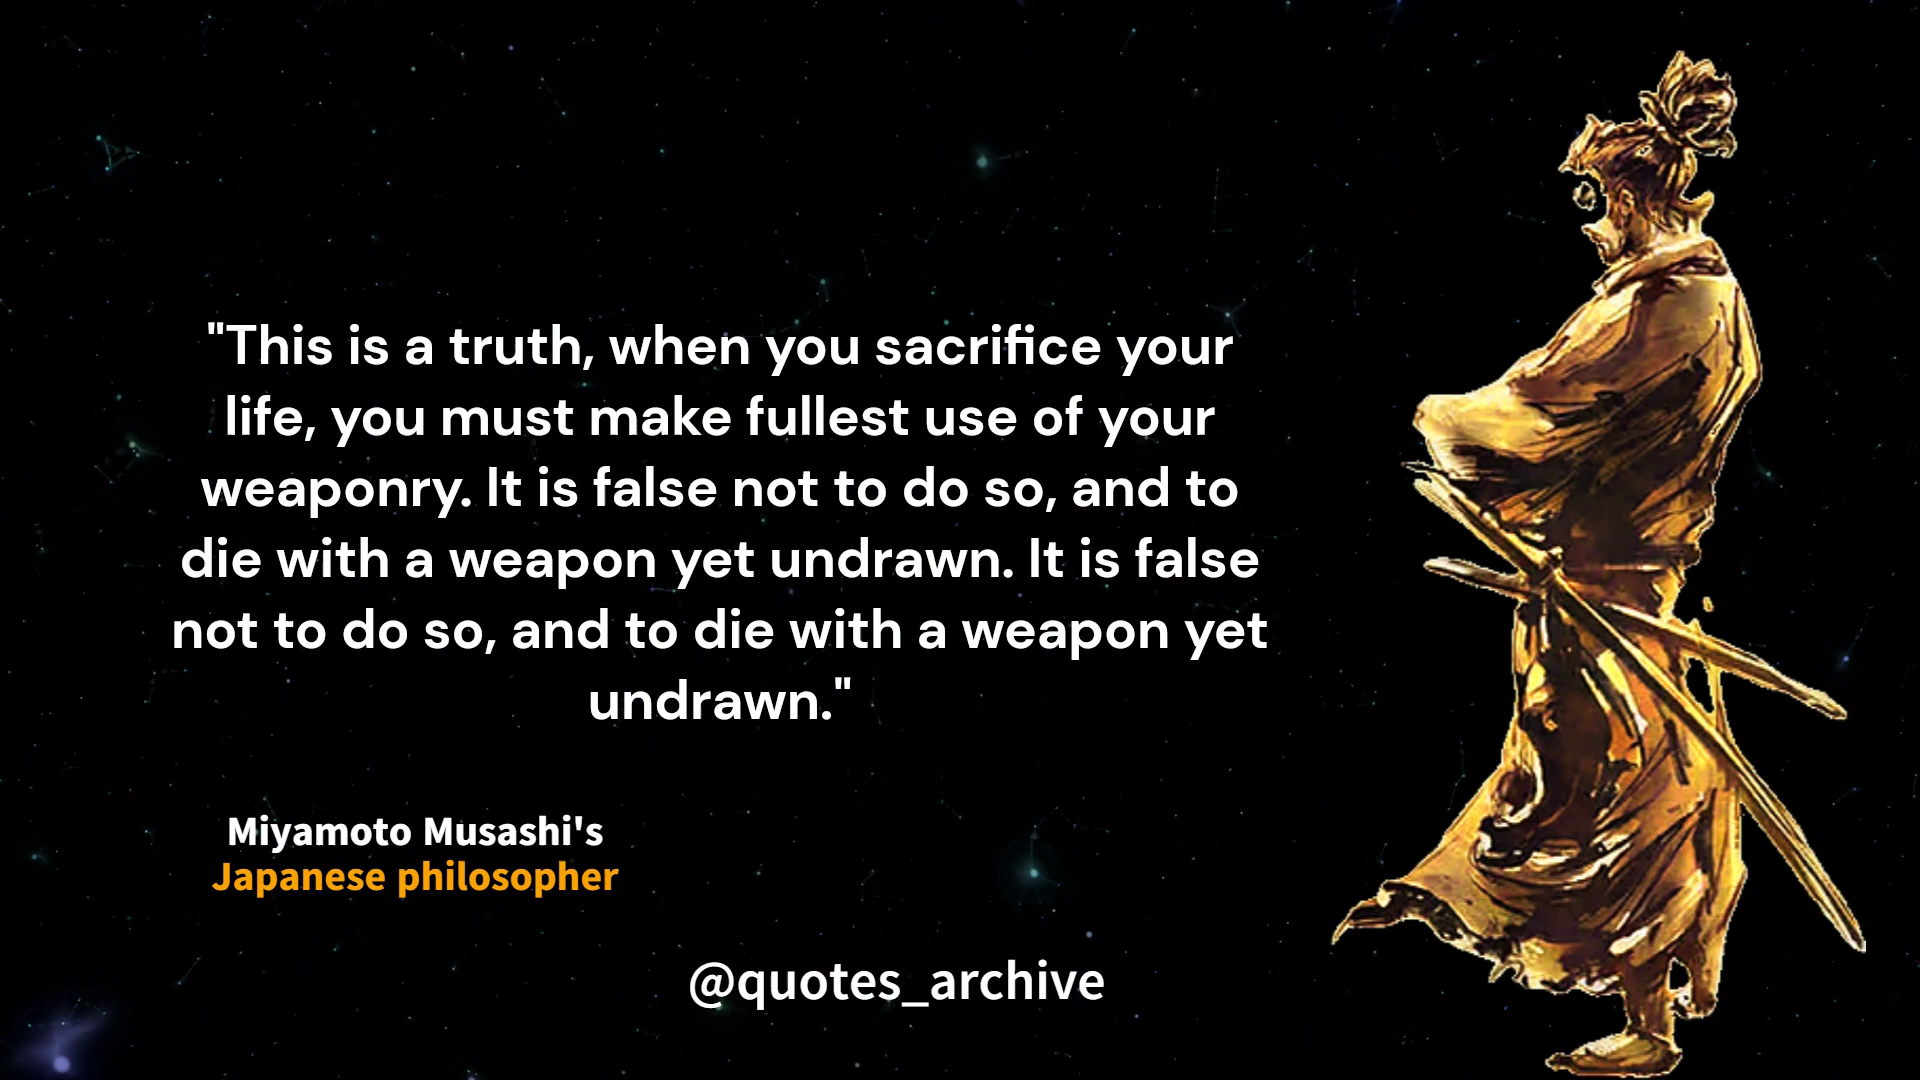 "This is a truth, when you sacrifice your
life, you must make fullest use of your
weaponry. It is false not to do so, and to
die with a weapon yet undrawn. It is false
not to do so, and to die with a weapon yet
undrawn."
Miyamoto Musashi's
Japanese philosopher
@quotes_archive